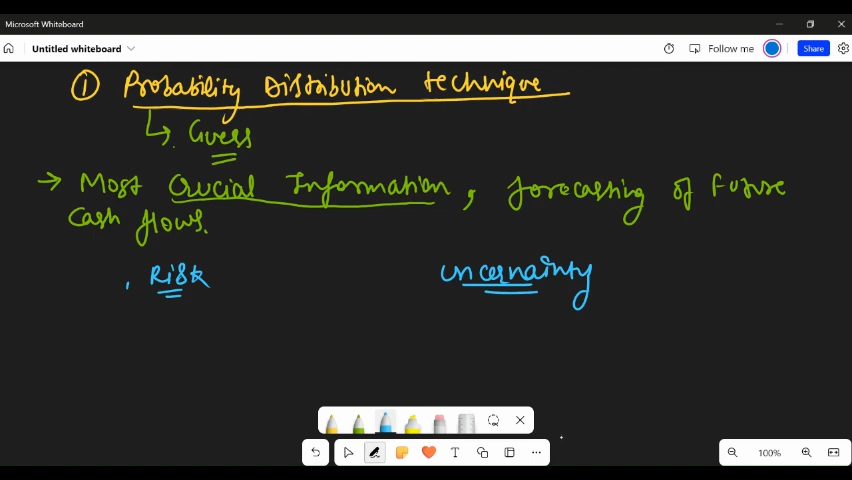 Microsoft Whiteboard
Untitled whiteboard
Follow me
Share
① Probability Distribution technique
Guess
→ Most Crucial Information, forecasting of Future
Cash flows.
Risk
uncernainty
100%